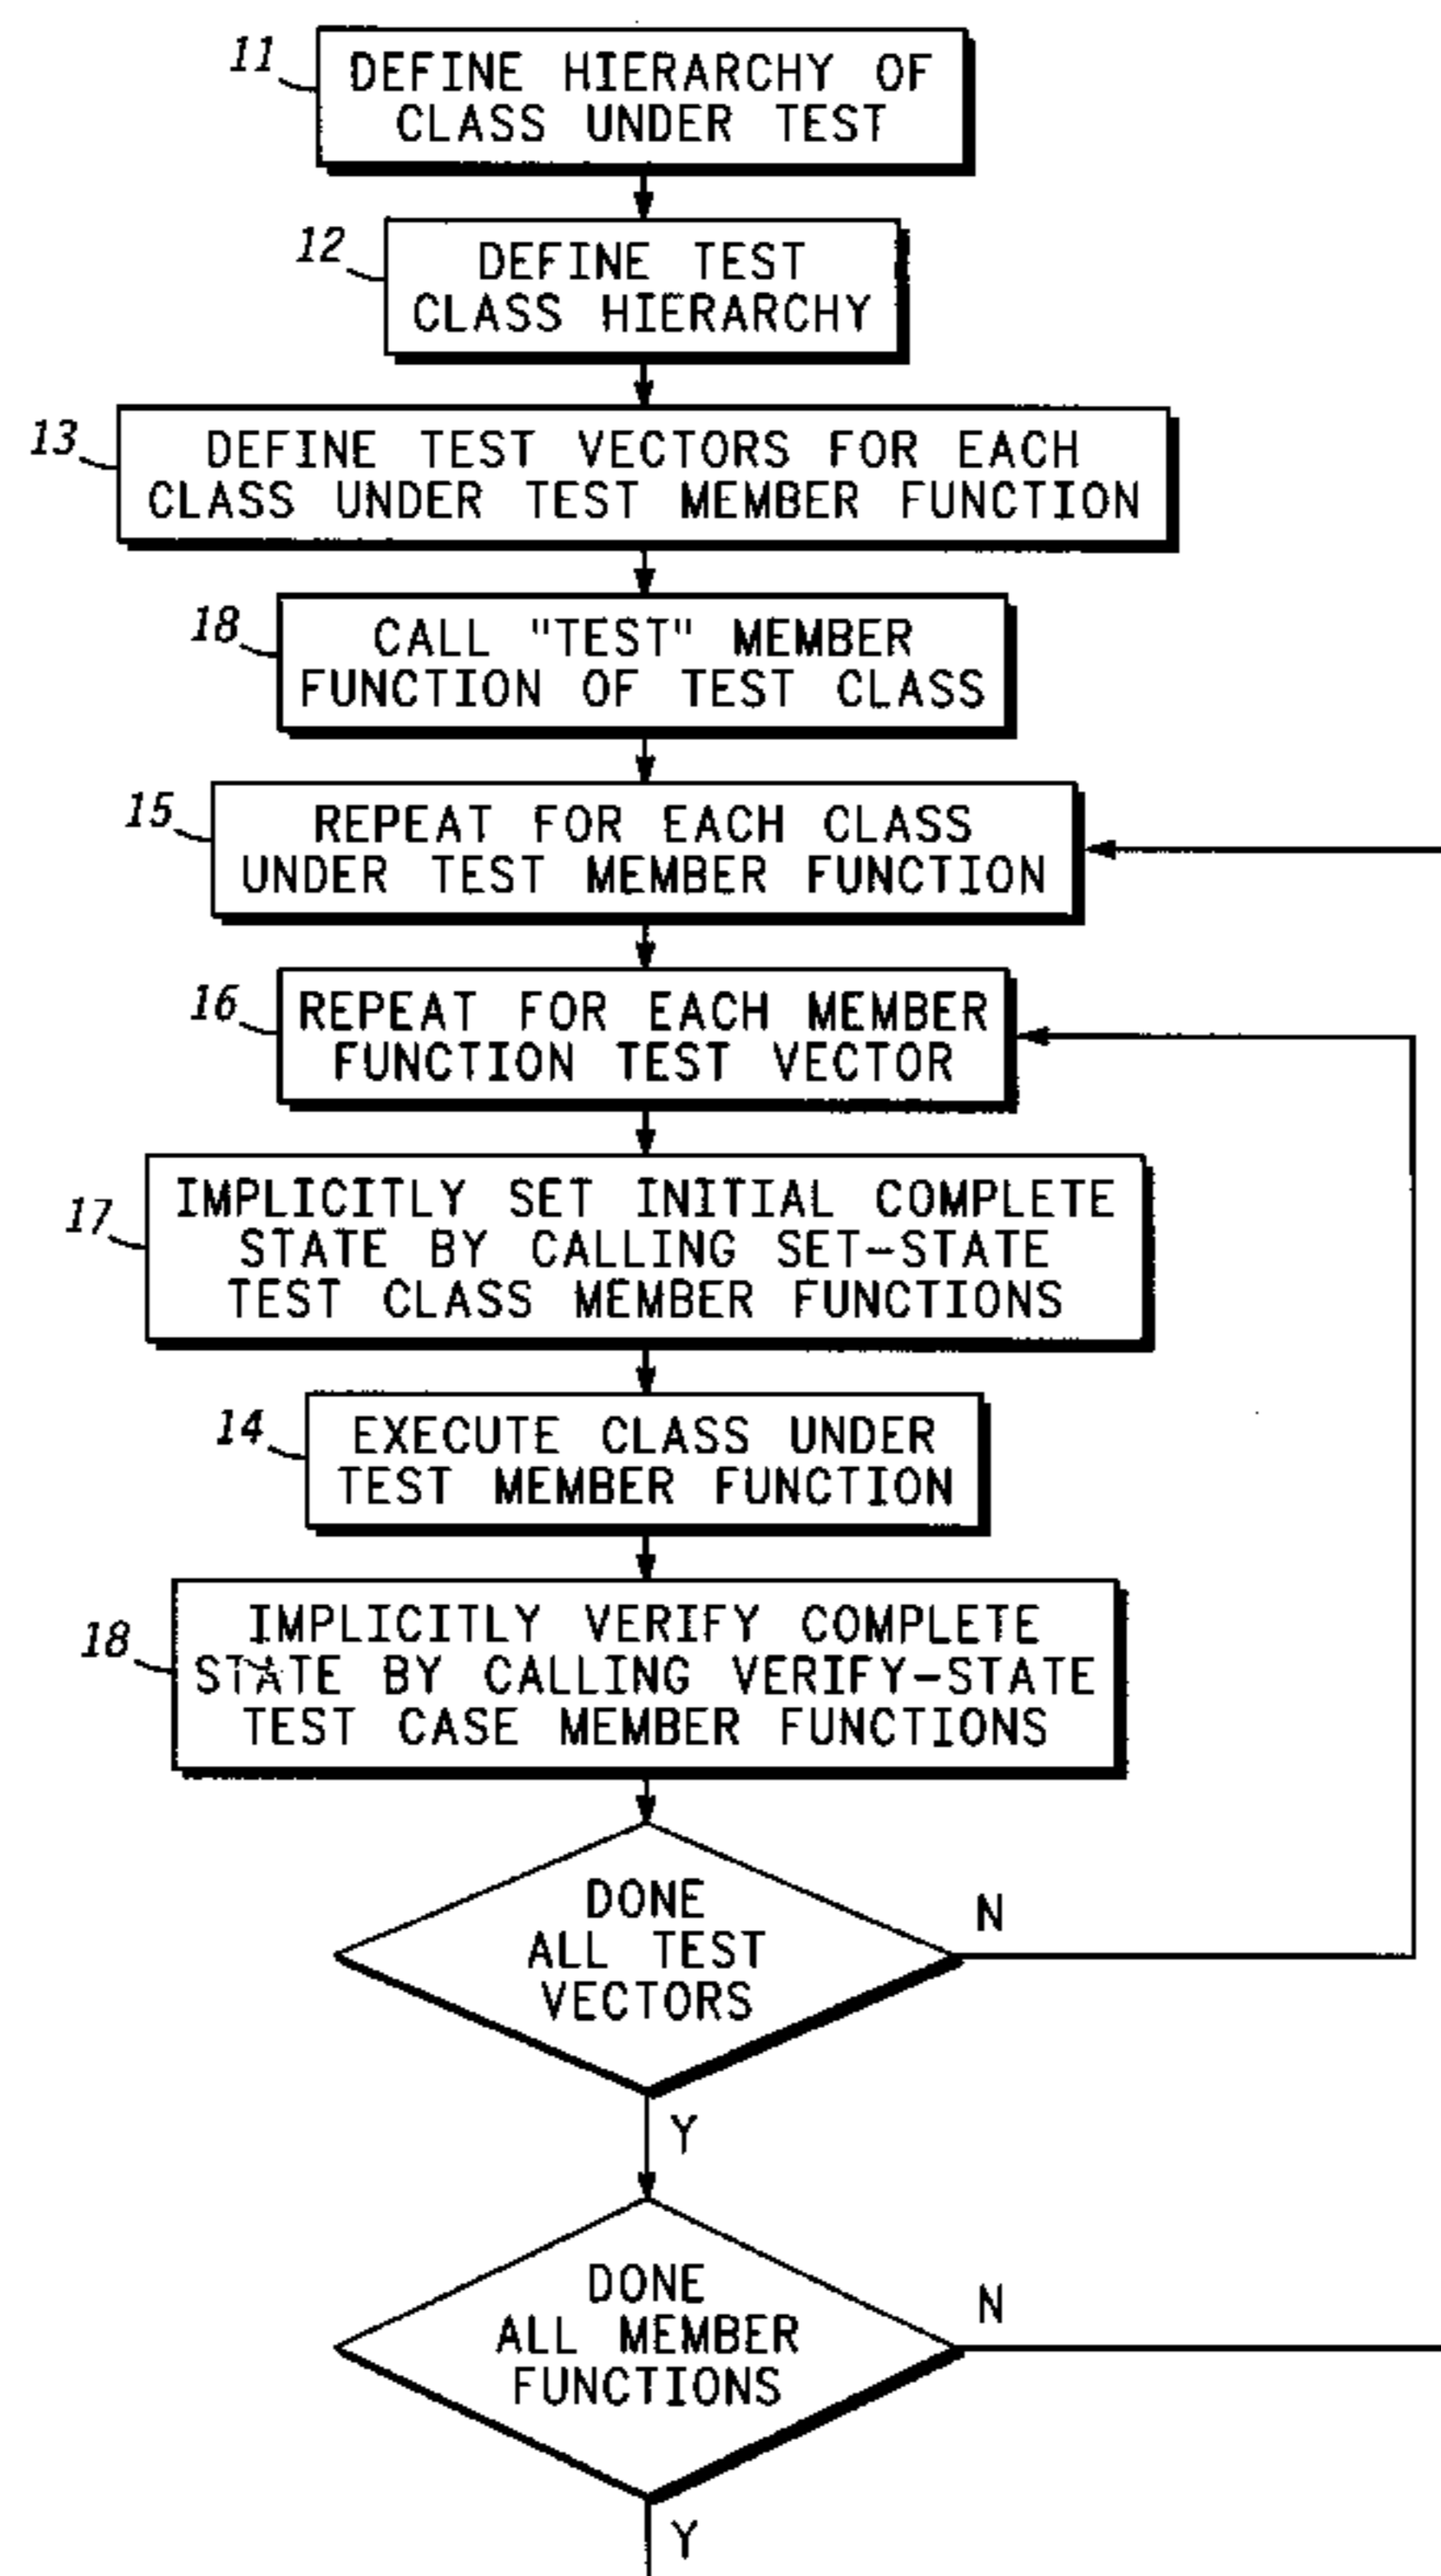 11
DEFINE HIERARCHY OF
CLASS UNDER TEST
12
DEFINE TEST
CLASS HIERARCHY
13
DEFINE TEST VECTORS FOR EACH
CLASS UNDER TEST MEMBER FUNCTION
18
CALL "TEST" MEMBER
FUNCTION OF TEST CLASS
15
REPEAT FOR EACH CLASS
UNDER TEST MEMBER FUNCTION
16
REPEAT FOR EACH MEMBER
FUNCTION TEST VECTOR
17
IMPLICITLY SET INITIAL COMPLETE
STATE BY CALLING SET-STATE
TEST CLASS MEMBER FUNCTIONS
14
EXECUTE CLASS UNDER
TEST MEMBER FUNCTION
18
IMPLICITLY VERIFY COMPLETE
STATE BY CALLING VERIFY-STATE
TEST CASE MEMBER FUNCTIONS
DONE
ALL TEST
VECTORS
N
Y
DONE
ALL MEMBER
FUNCTIONS
N
Y